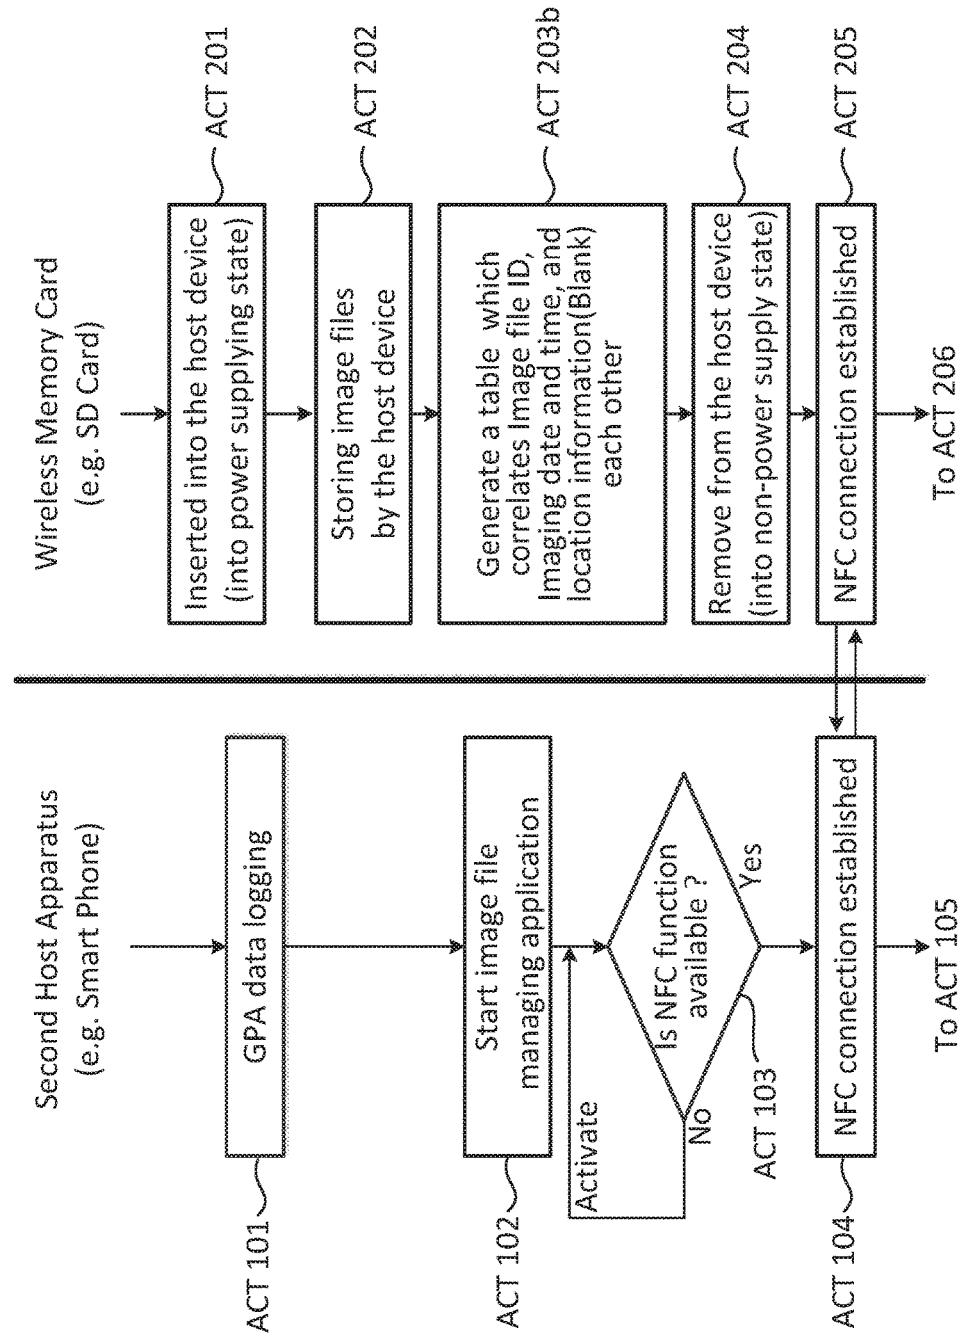 Second Host Apparatus
(e.g. Smart Phone)
ACT 101
GPA data logging
ACT 102
Start image file
managing application
Activate
Is NFC function
available ?
No
Yes
ACT 103
ACT 104
NFC connection established
To ACT 105
Wireless Memory Card
(e.g. SD Card)
Inserted into the host device
(into power supplying state)
ACT 201
Storing image files
by the host device
ACT 202
Generate a table which
correlates Image file ID,
Imaging date and time, and
location information(Blank)
each other
ACT 203b
Remove from the host device
(into non-power supply state)
ACT 204
NFC connection established
ACT 205
To ACT 206